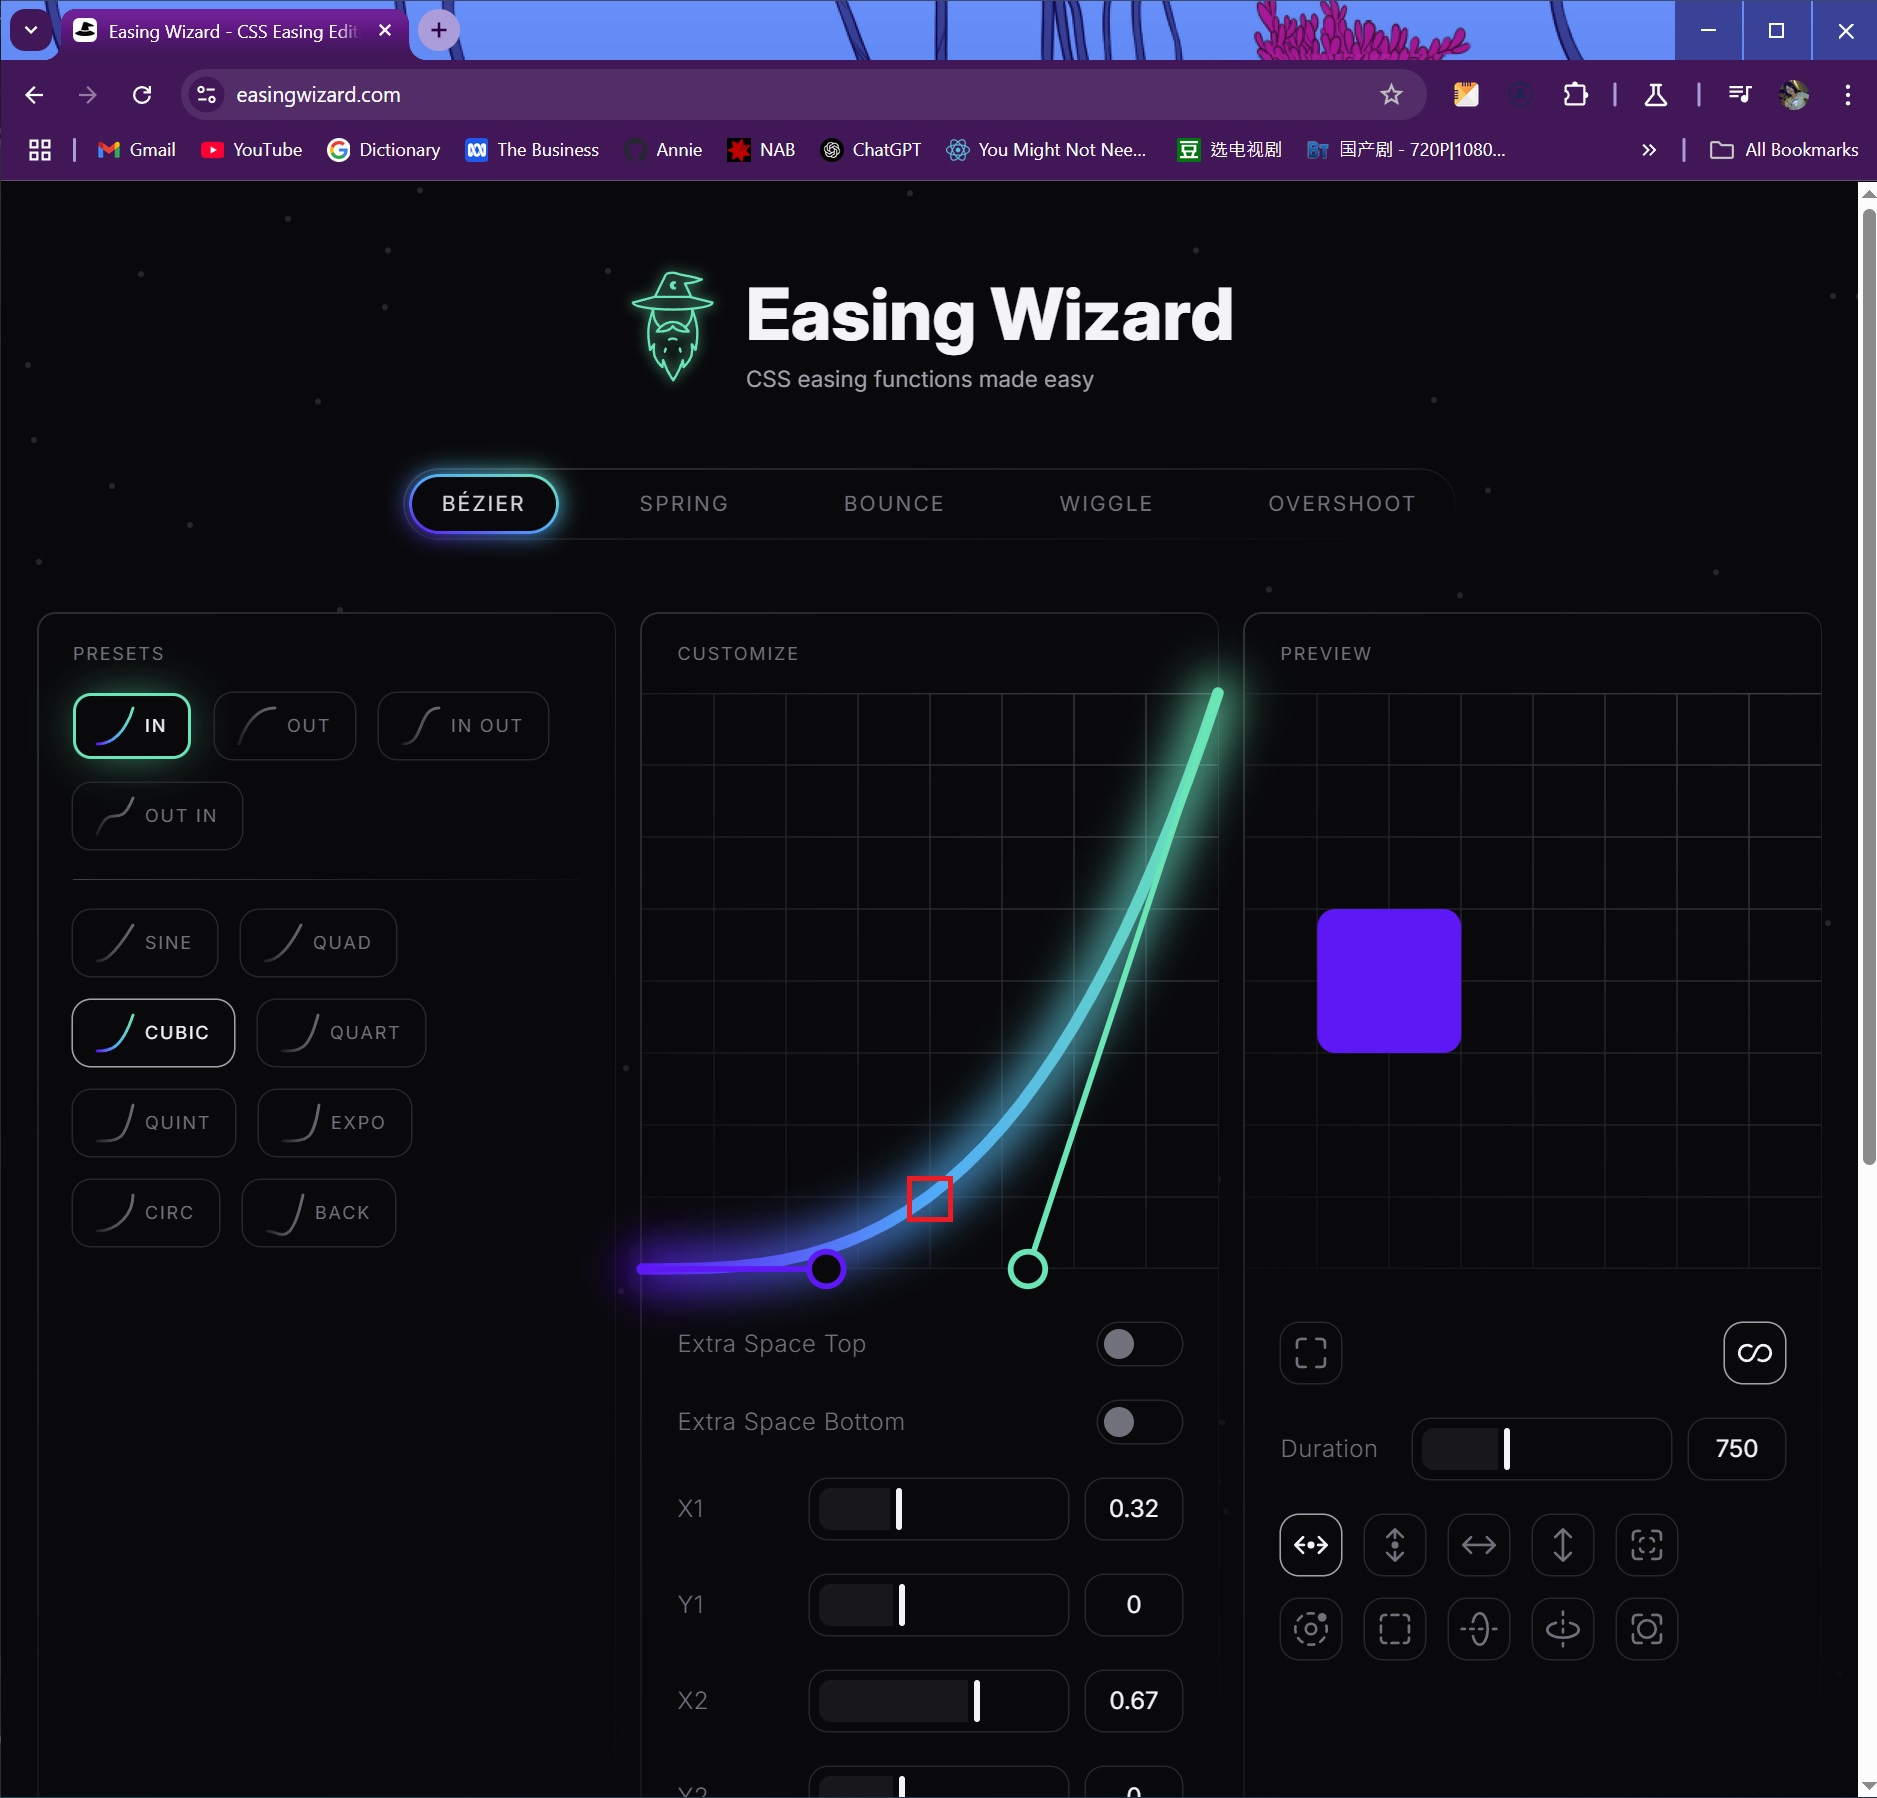 Easing Wizard - CSS Easing Edit
easingwizard.com
Gmail
YouTube
Dictionary
The Business
Annie
NAB
ChatGPT
You Might Not Nee...
选电视剧
国产剧 - 720P|1080...
All Bookmarks
Easing Wizard
CSS easing functions made easy
BÉZIER
SPRING
BOUNCE
WIGGLE
OVERSHOOT
PRESETS
IN
OUT
IN OUT
OUT IN
SINE
QUAD
CUBIC
QUART
QUINT
EXPO
CIRC
BACK
CUSTOMIZE
Extra Space Top
Extra Space Bottom
X1
0.32
Y1
0
X2
0.67
Y2
0
PREVIEW
Duration
750